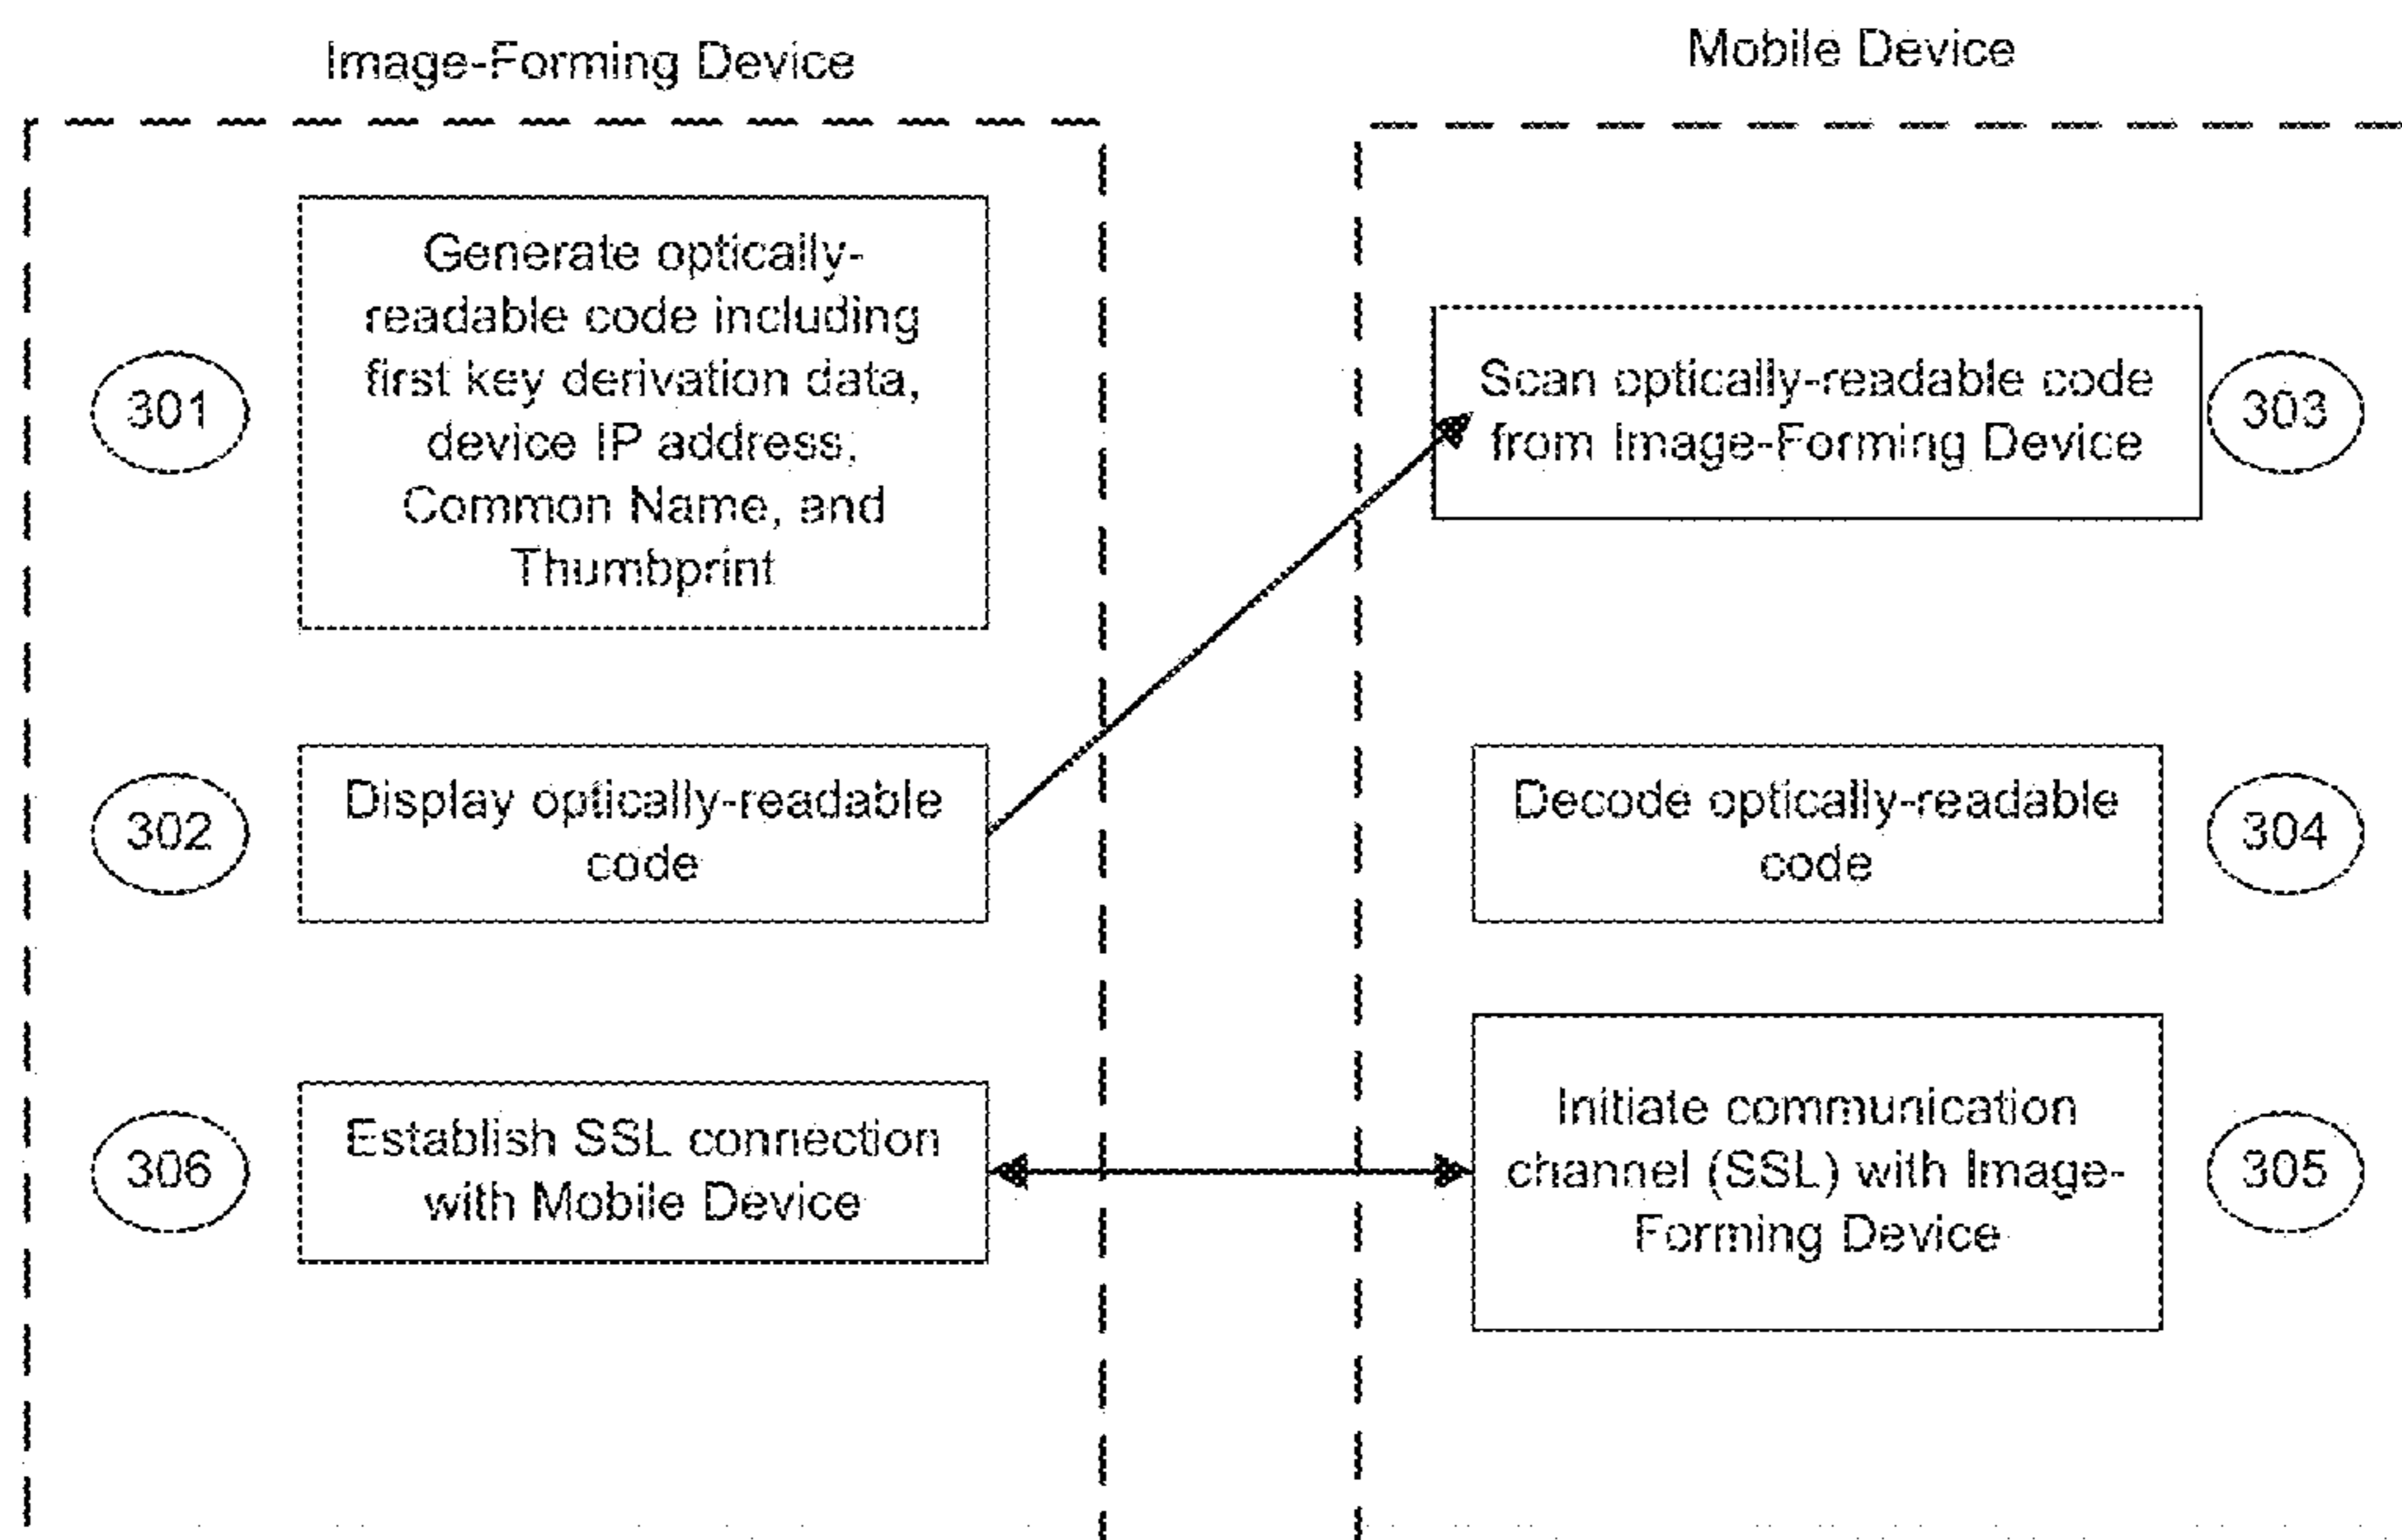 Image-Forming Device
Mobile Device
301
Generate optically-
readable code including
first key derivation data,
device IP address,
Common Name, and
Thumbprint
Scan optically-readable code
from Image-Forming Device
303
302
Display optically-readable
code
Decode optically-readable
code
304
306
Establish SSL connection
with Mobile Device
Initiate communication
channel (SSL) with Image-
Forming Device
305